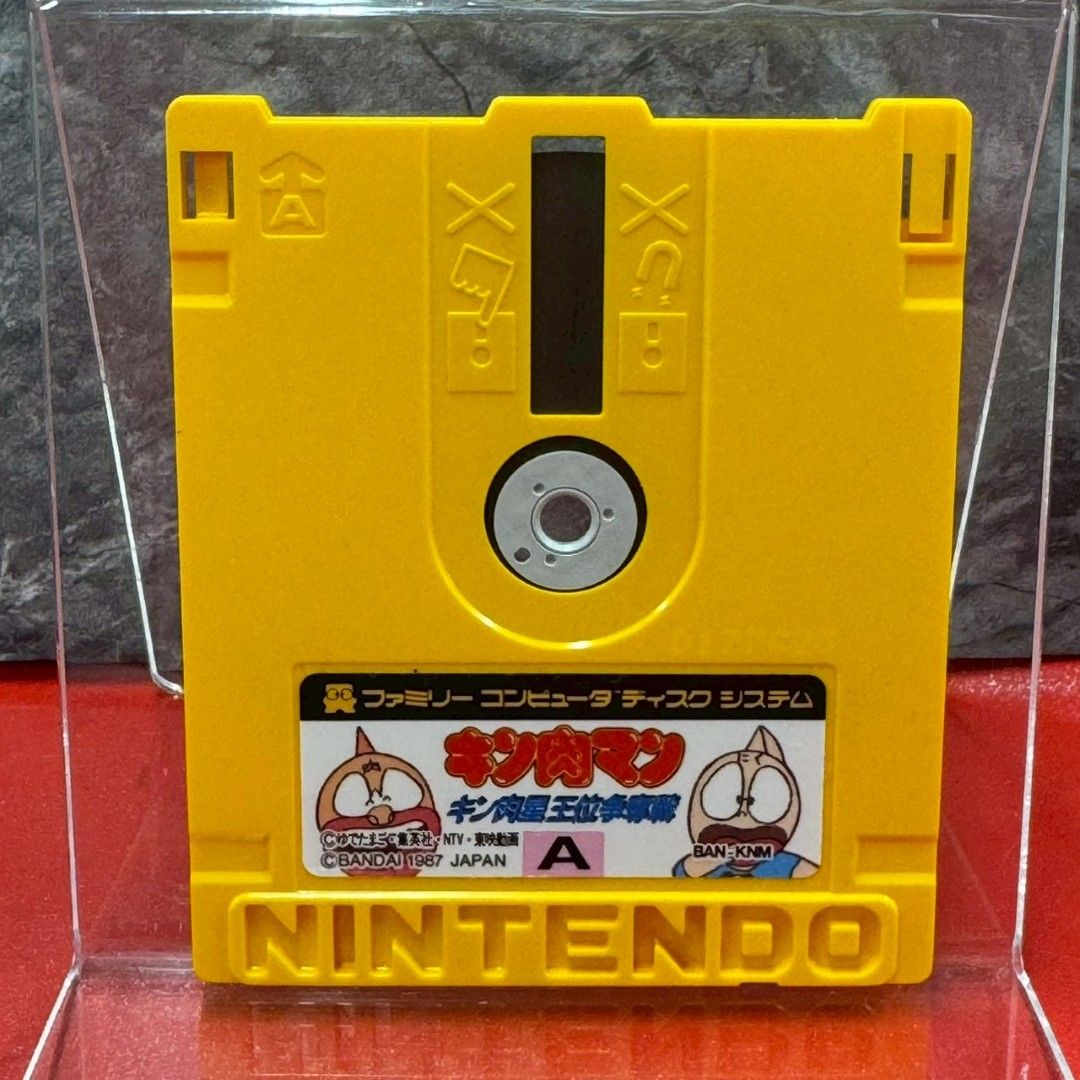 A
ファミリー コンピュータ ディスク システム
キン肉マン
キン肉星王位争奪戦
©ゆでたまご©集英社・NTV・東映動画
©BANDAI 1987 JAPAN
A
BAN-KNM
NINTENDO